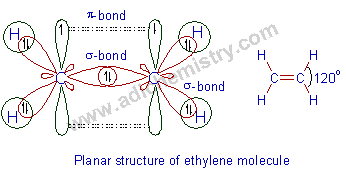 π-bond
H H
σ-bond
C C
σ-bond
H H
www.adichemistry.com
H H
C=C 120°
H H
Planar structure of ethylene molecule